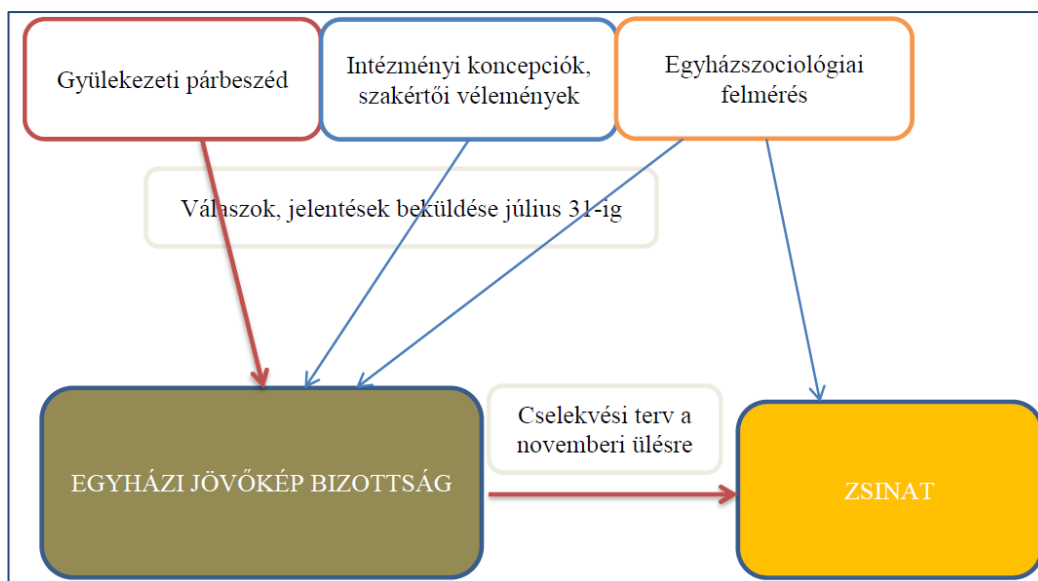 Gyülekezeti párbeszéd
Intézményi koncepciók,
szakértői vélemények
Egyházszociológiai
felmérés
Válaszok, jelentések beküldése július 31-ig
Cselekvési terv a
novemberi ülésre
EGYHÁZI JÖVŐKÉP BIZOTTSÁG
ZSINAT